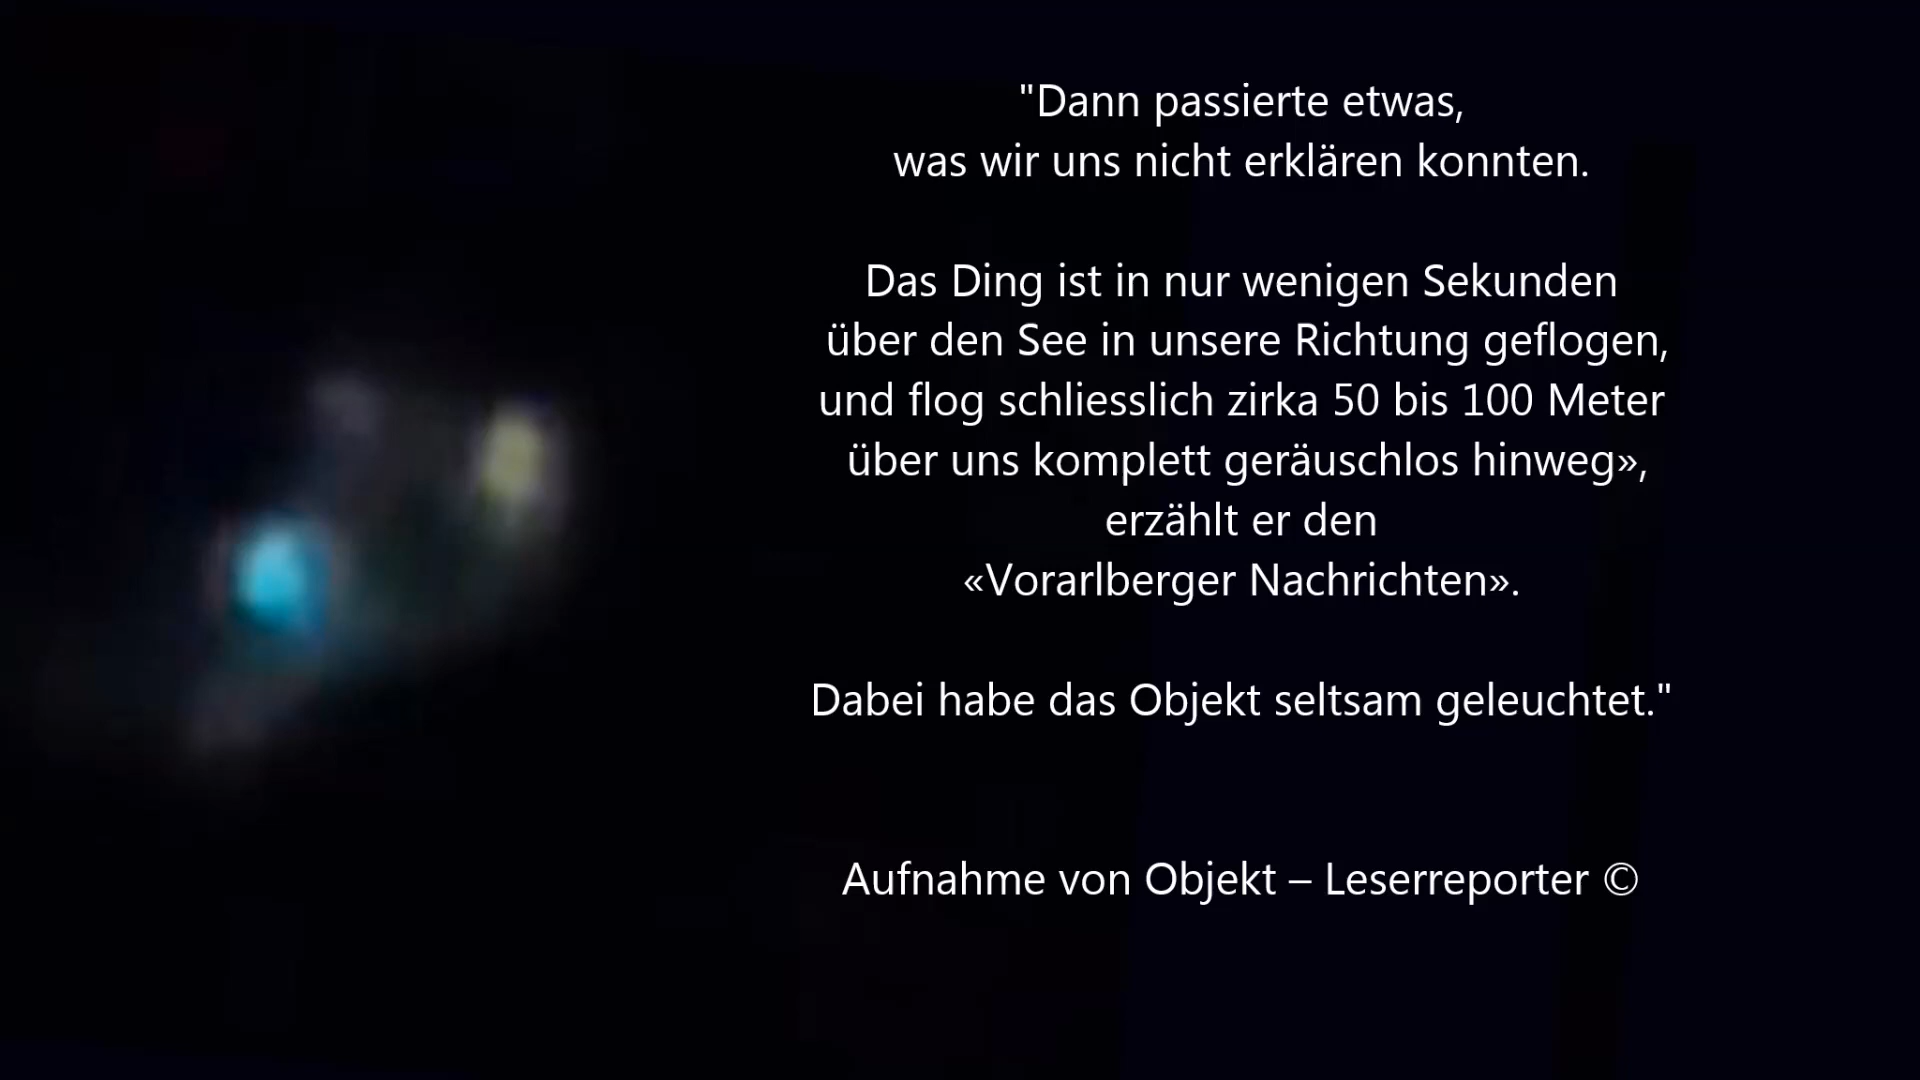 "Dann passierte etwas,
was wir uns nicht erklären konnten.
Das Ding ist in nur wenigen Sekunden
über den See in unsere Richtung geflogen,
und flog schliesslich zirka 50 bis 100 Meter
über uns komplett geräuschlos hinweg»,
erzählt er den
«Vorarlberger Nachrichten».
Dabei habe das Objekt seltsam geleuchtet."
Aufnahme von Objekt – Leserreporter ©